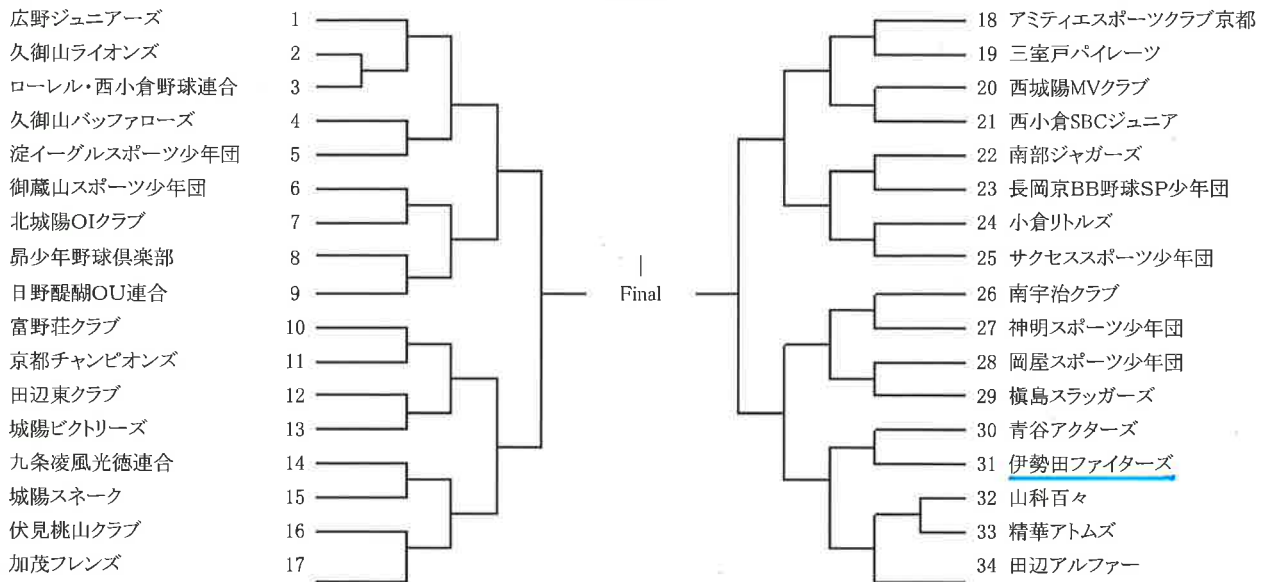 広野ジュニアーズ 1
久御山ライオンズ 2
ローレル・西小倉野球連合 3
久御山バッファローズ 4
淀イーグルスポーツ少年団 5
御蔵山スポーツ少年団 6
北城陽OIクラブ 7
昴少年野球倶楽部 8
日野醍醐OU連合 9
富野荘クラブ 10
京都チャンピオンズ 11
田辺東クラブ 12
城陽ビクトリーズ 13
九条凌風光徳連合 14
城陽スネーク 15
伏見桃山クラブ 16
加茂フレンズ 17
Final
18 アミティエスポーツクラブ京都
19 三室戸パイレーツ
20 西城陽MVクラブ
21 西小倉SBCジュニア
22 南部ジャガーズ
23 長岡京BB野球SP少年団
24 小倉リトルズ
25 サクセススポーツ少年団
26 南宇治クラブ
27 神明スポーツ少年団
28 岡屋スポーツ少年団
29 槇島スラッガーズ
30 青谷アクターズ
31 伊勢田ファイターズ
32 山科百々
33 精華アトムズ
34 田辺アルファー